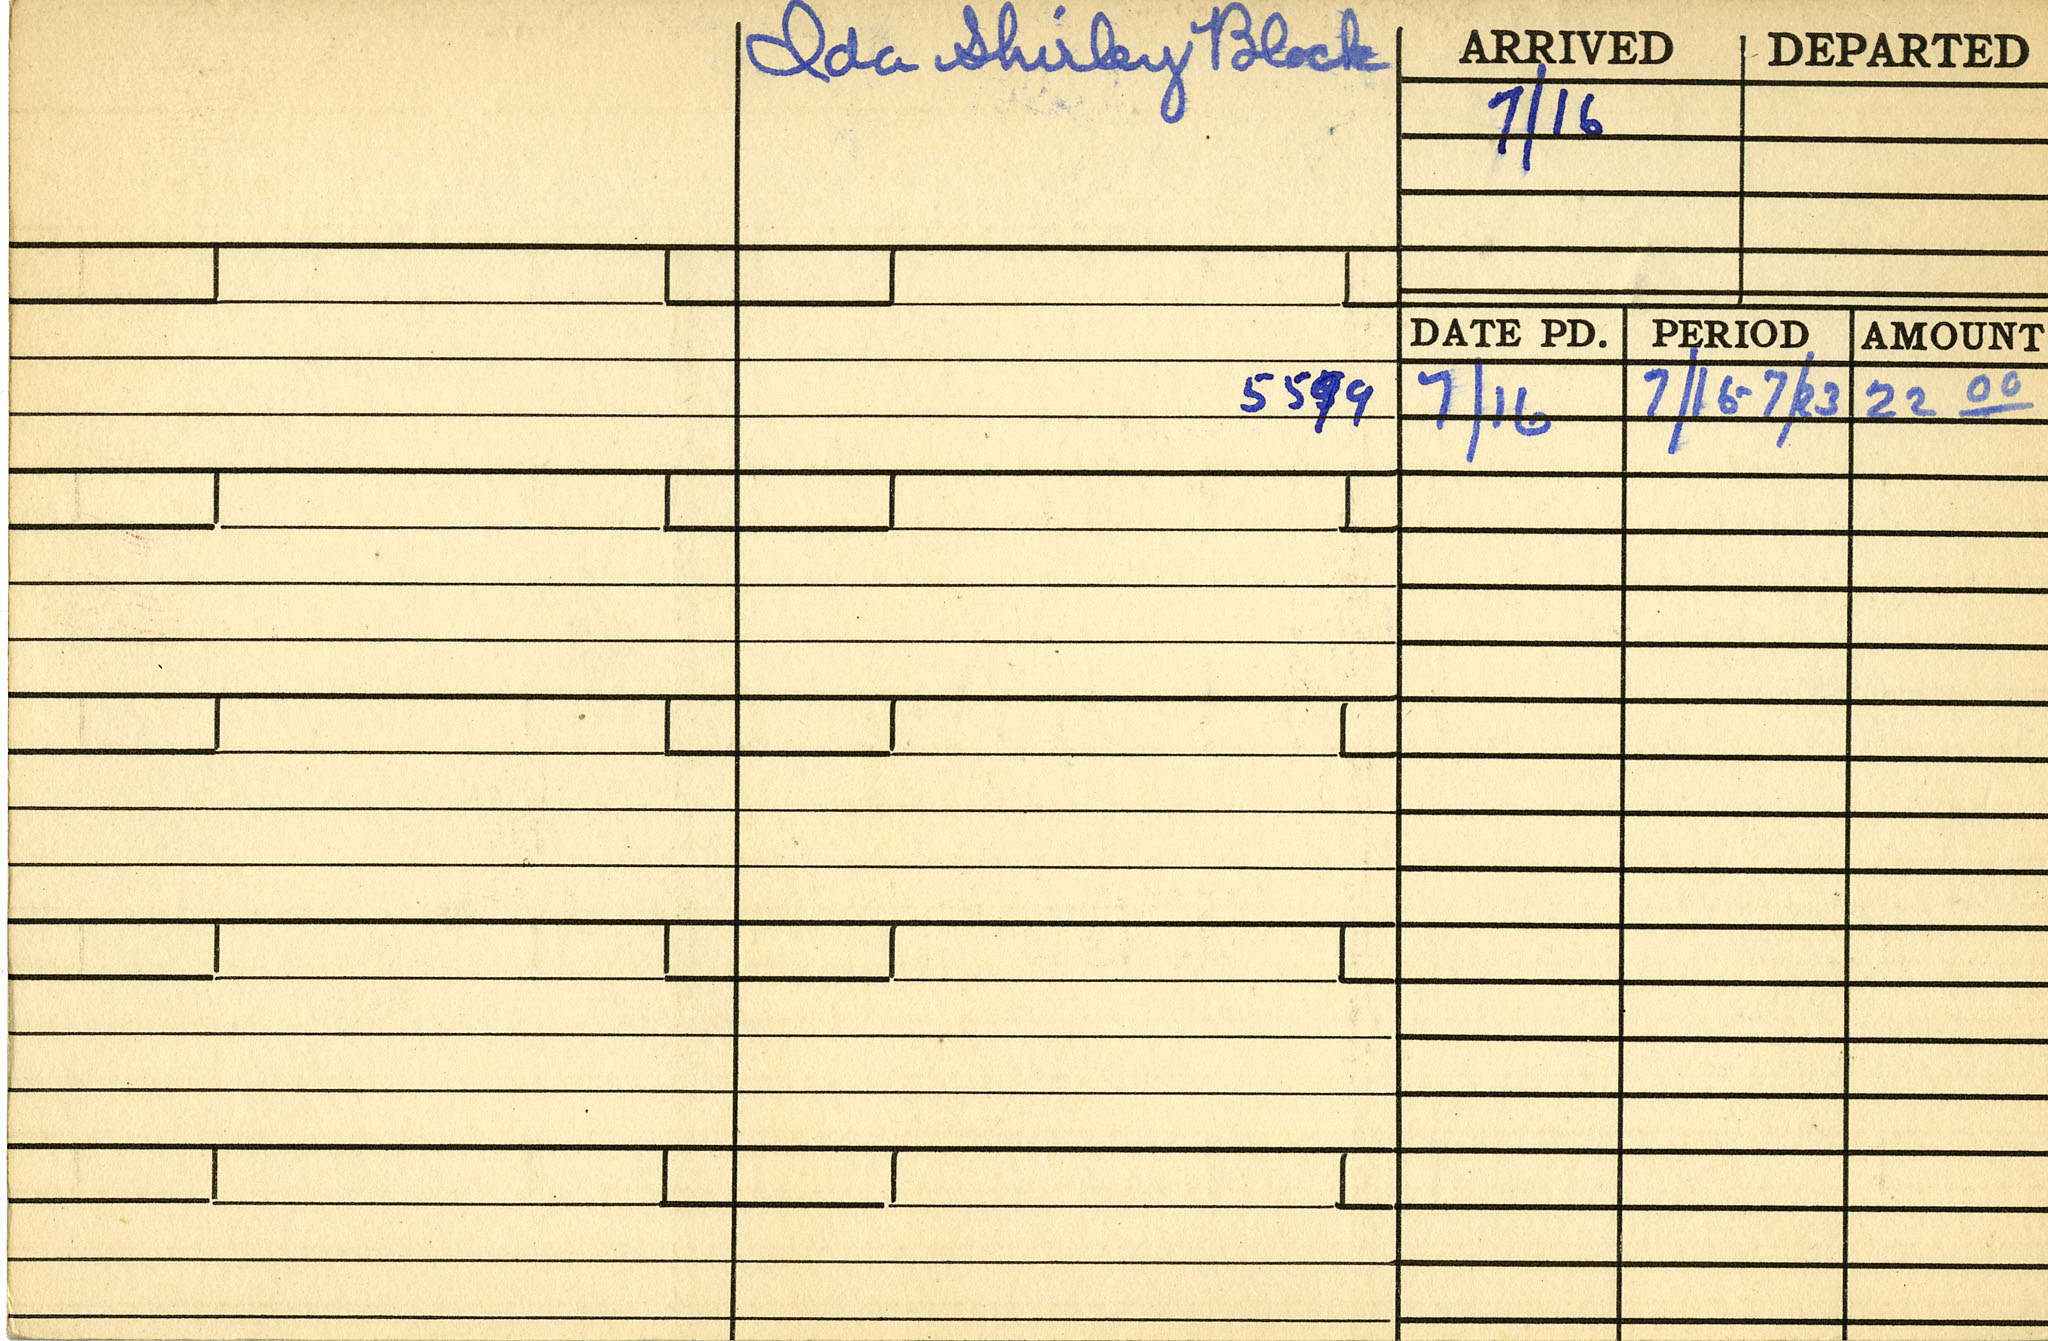 Ida Shirley Block
ARRIVED DEPARTED
7/16
DATE PD. PERIOD AMOUNT
7/16 7/16-7/23 22 00